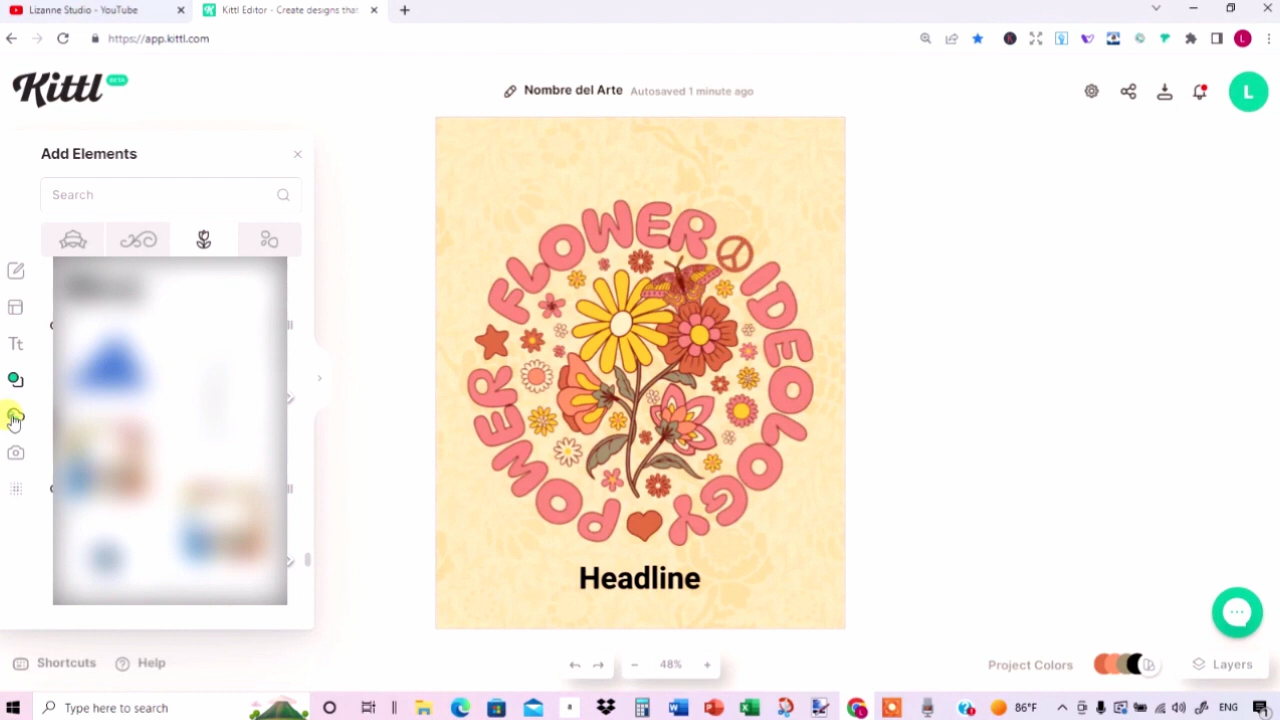 Lizanne Studio - YouTube
Kittl Editor - Create designs that
https://app.kittl.com
Kittl BETA
Nombre del Arte Autosaved 1 minute ago
L
Add Elements
Search
FLOWER
IDEOLOGY
POWER
Tt
Headline
48%
Shortcuts
Help
Project Colors
Layers
Type here to search
86°F
ENG